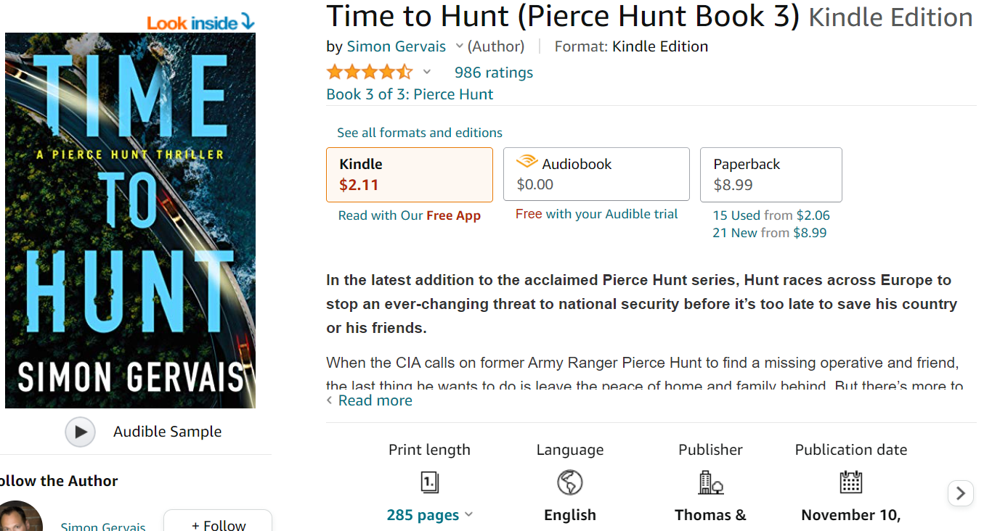 Look inside
TIME
A PIERCE HUNT THRILLER
TO
HUNT
SIMON GERVAIS
Audible Sample
ollow the Author
Simon Gervais
+ Follow
Time to Hunt (Pierce Hunt Book 3) Kindle Edition
by Simon Gervais (Author) Format: Kindle Edition
986 ratings
Book 3 of 3: Pierce Hunt
See all formats and editions
Kindle
$2.11
Read with Our Free App
Audiobook
$0.00
Free with your Audible trial
Paperback
$8.99
15 Used from $2.06
21 New from $8.99
In the latest addition to the acclaimed Pierce Hunt series, Hunt races across Europe to
stop an ever-changing threat to national security before it’s too late to save his country
or his friends.
When the CIA calls on former Army Ranger Pierce Hunt to find a missing operative and friend,
the last thing he wants to do is leave the peace of home and family behind. But there’s more to
Read more
Print length
1.
285 pages
Language
English
Publisher
Thomas &
Publication date
November 10,